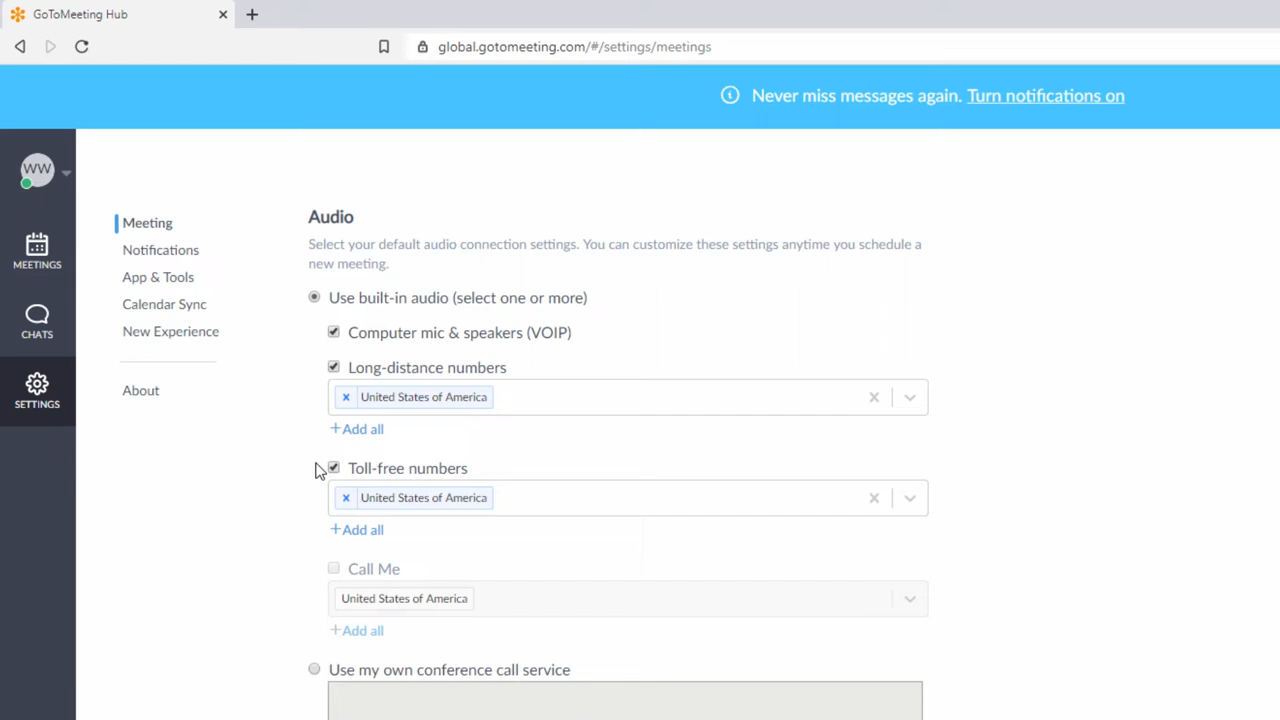 GoToMeeting Hub
global.gotomeeting.com/#/settings/meetings
Never miss messages again. Turn notifications on
WW
MEETINGS
CHATS
SETTINGS
Meeting
Notifications
App & Tools
Calendar Sync
New Experience
About
Audio
Select your default audio connection settings. You can customize these settings anytime you schedule a
new meeting.
Use built-in audio (select one or more)
Computer mic & speakers (VOIP)
Long-distance numbers
× United States of America
+Add all
Toll-free numbers
× United States of America
+Add all
Call Me
United States of America
+Add all
Use my own conference call service